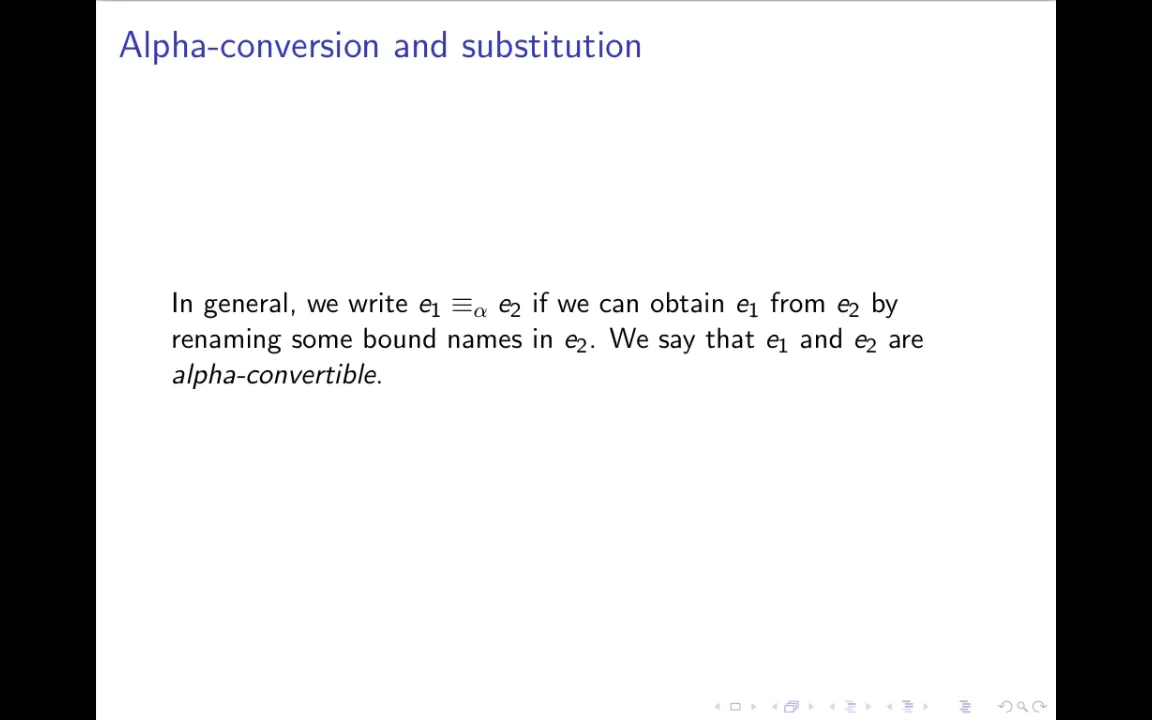 Alpha-conversion and substitution
In general, we write e₁ ≡α e₂ if we can obtain e₁ from e₂ by
renaming some bound names in e₂. We say that e₁ and e₂ are
alpha-convertible.